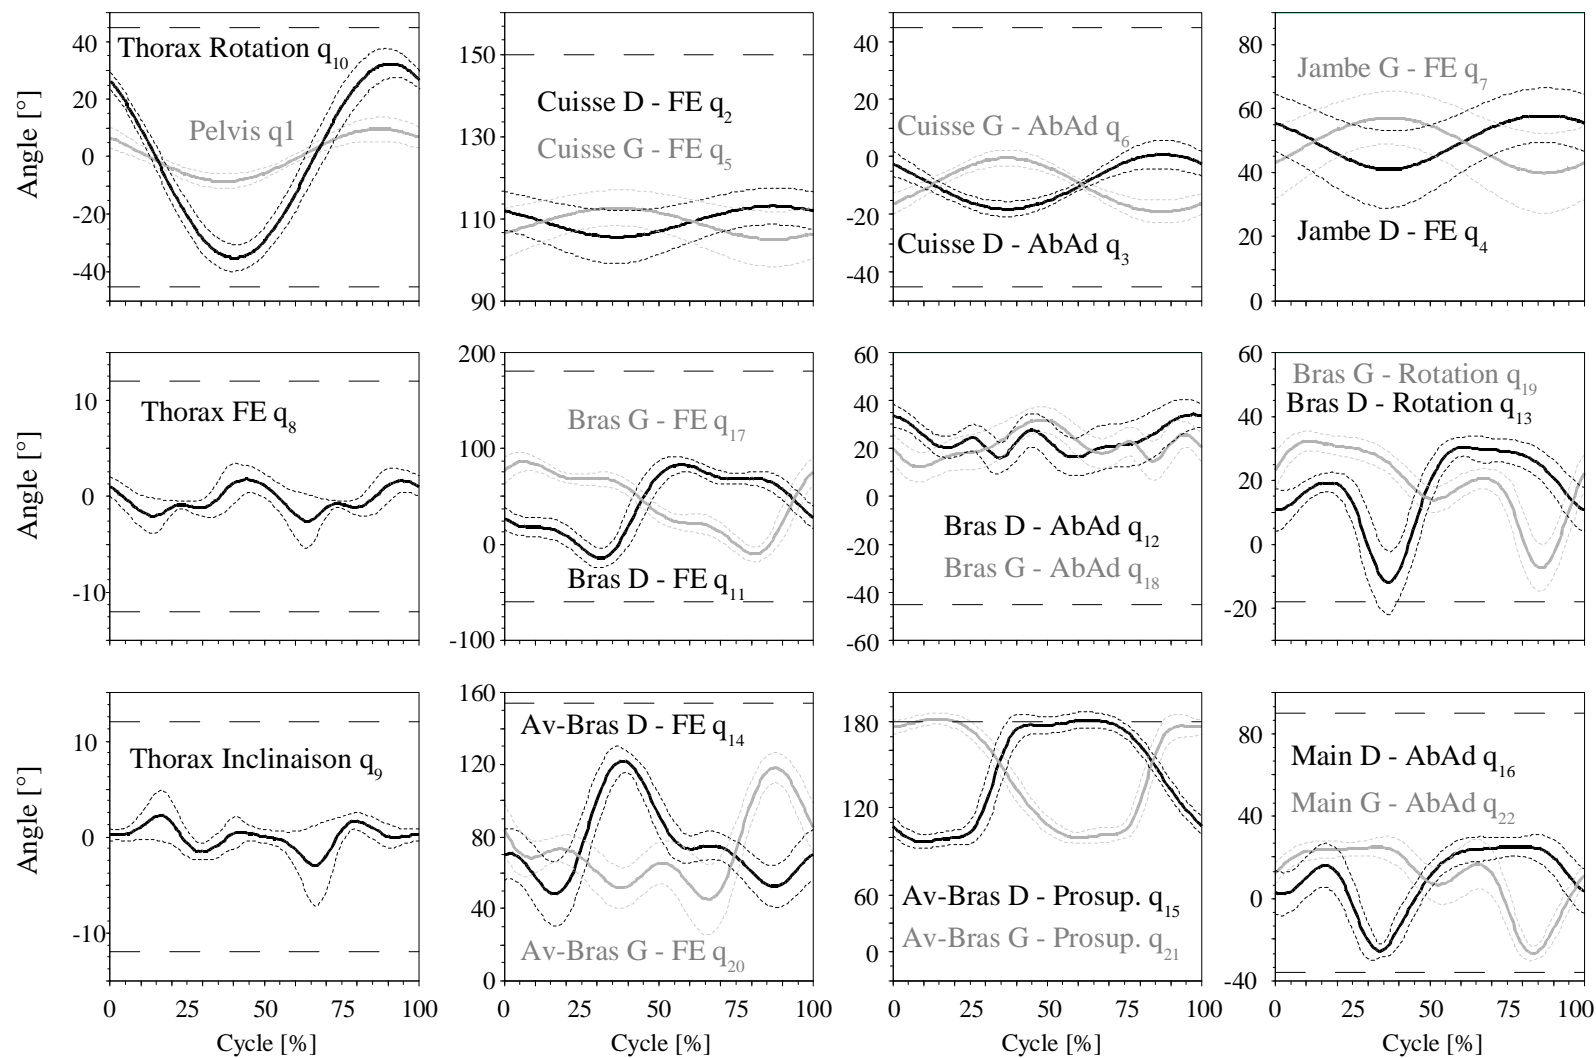 Angle [°]
40
20
0
-20
-40
Thorax Rotation q10
Pelvis q1
150
130
110
90
Cuisse D - FE q2
Cuisse G - FE q5
40
20
0
-20
-40
Cuisse G - AbAd q6
Cuisse D - AbAd q3
80
60
40
20
0
Jambe G - FE q7
Jambe D - FE q4
Angle [°]
10
0
-10
Thorax FE q8
200
100
0
-100
Bras G - FE q17
Bras D - FE q11
60
40
20
0
-20
-40
-60
Bras D - AbAd q12
Bras G - AbAd q18
60
40
20
0
-20
Bras G - Rotation q19
Bras D - Rotation q13
Angle [°]
10
0
-10
Thorax Inclinaison q9
0 25 50 75 100
Cycle [%]
160
120
80
40
0
Av-Bras D - FE q14
Av-Bras G - FE q20
0 25 50 75 100
Cycle [%]
180
120
60
0
Av-Bras D - Prosup. q15
Av-Bras G - Prosup. q21
0 25 50 75 100
Cycle [%]
80
40
0
-40
Main D - AbAd q16
Main G - AbAd q22
0 25 50 75 100
Cycle [%]